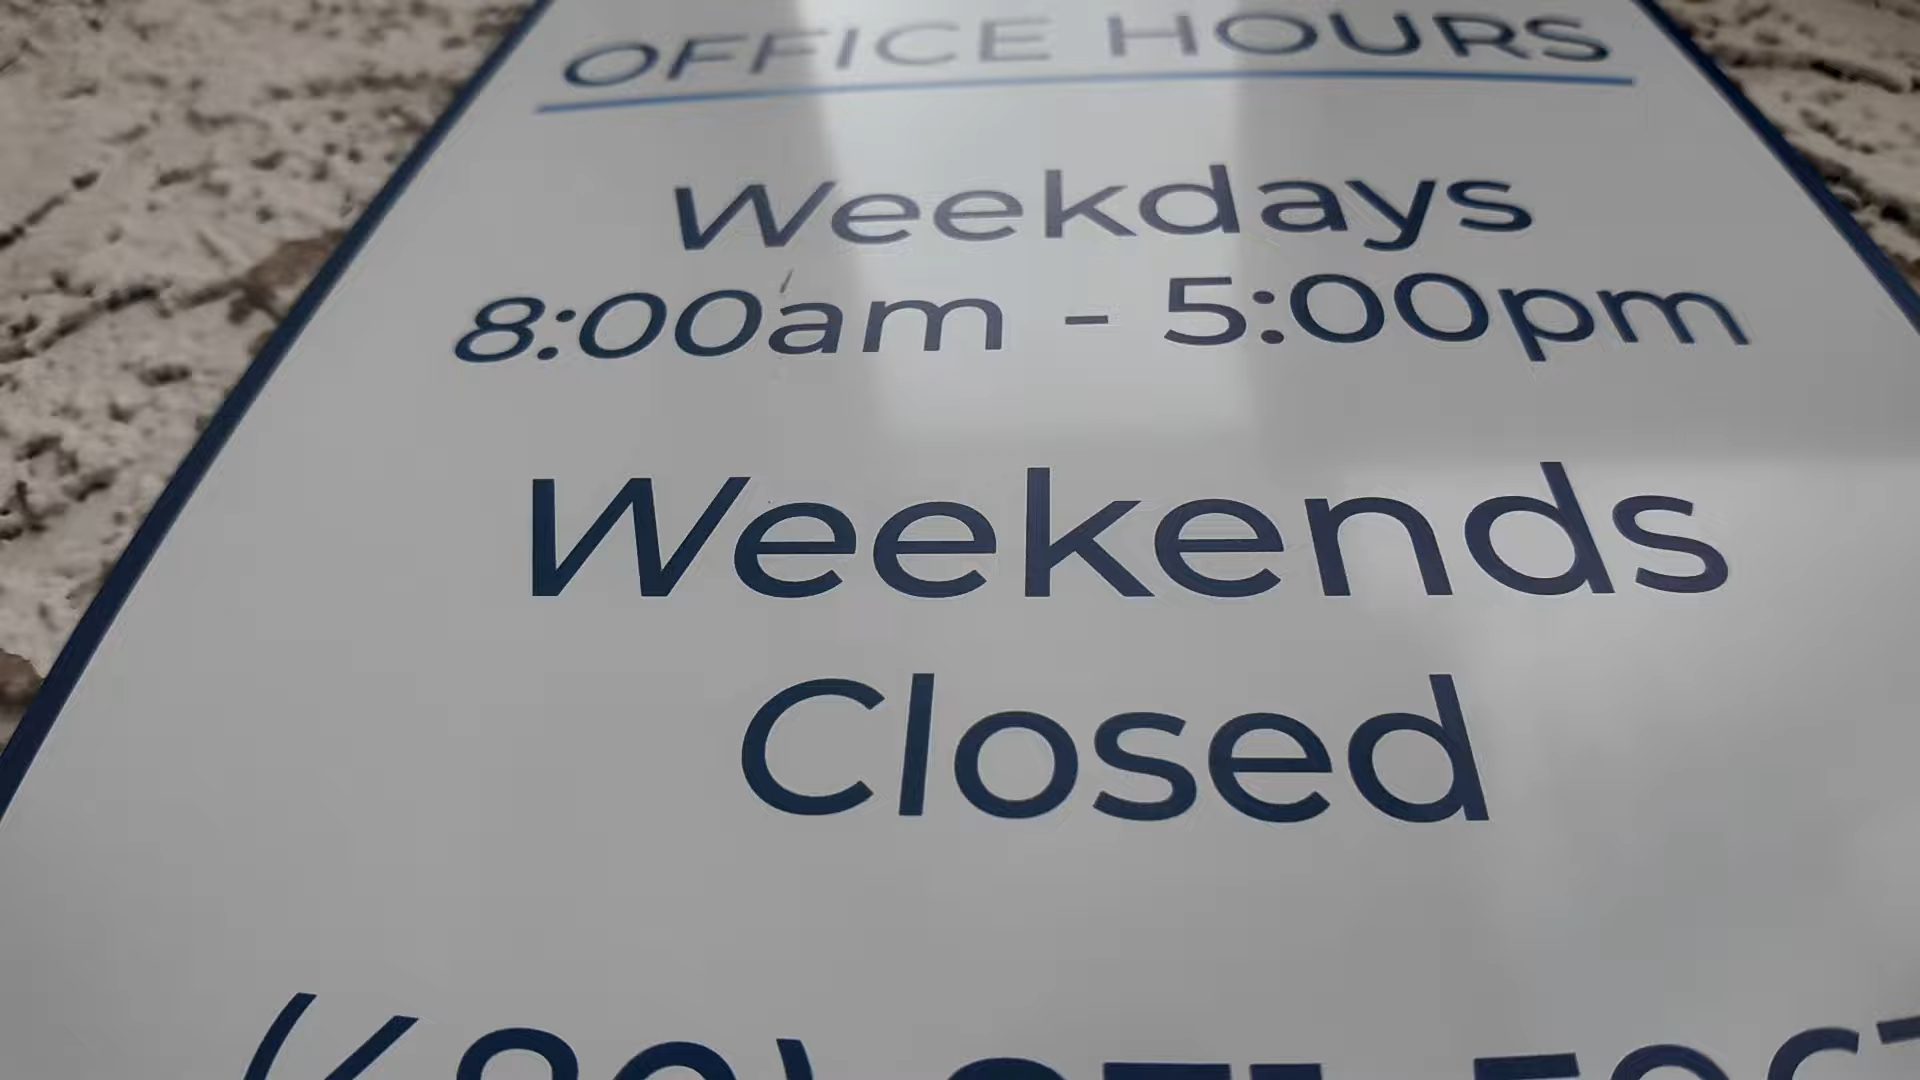 OFFICE HOURS
Weekdays
8:00am - 5:00pm
Weekends
Closed